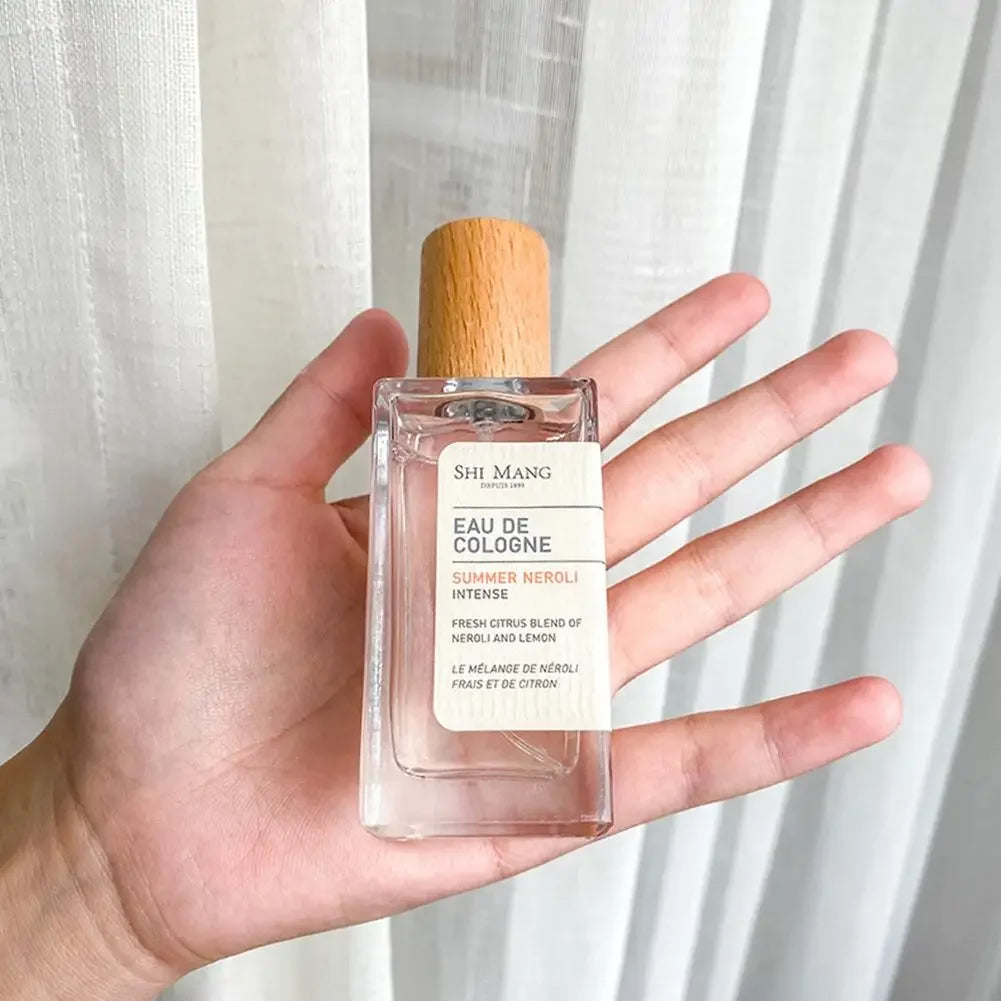 SHI MANG
DEPUIS 1899
EAU DE
COLOGNE
SUMMER NEROLI
INTENSE
FRESH CITRUS BLEND OF
NEROLI AND LEMON
LE MÉLANGE DE NÉROLI
FRAIS ET DE CITRON